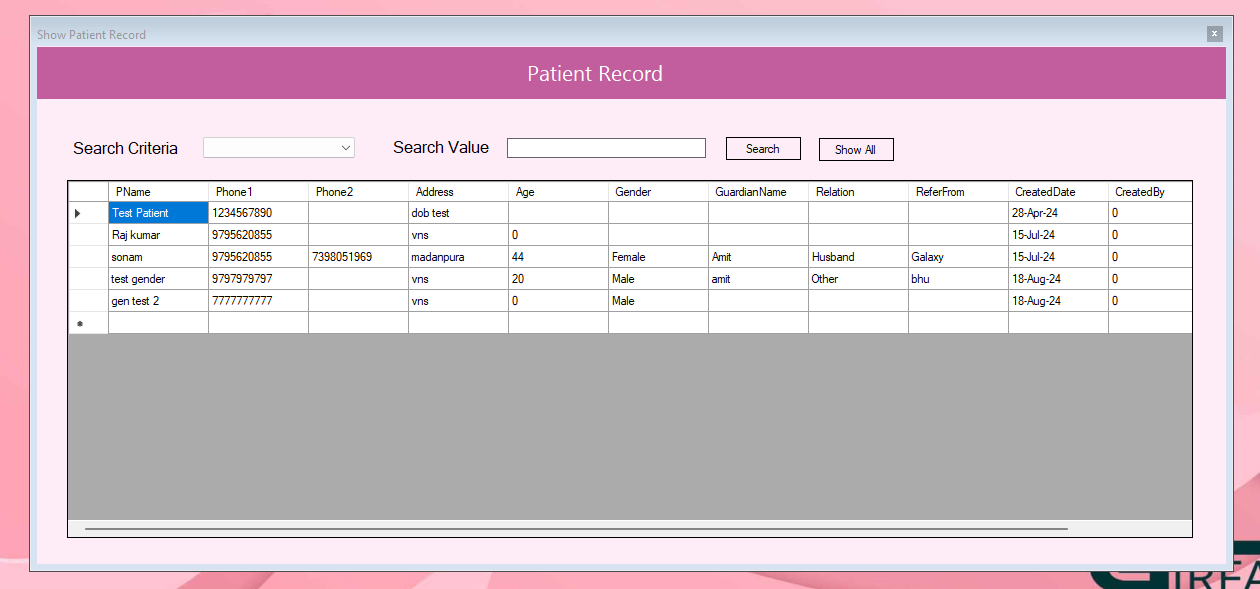 Show Patient Record x
Patient Record
Search Criteria Search Value Search Show All
PName Phone1 Phone2 Address Age Gender GuardianName Relation ReferFrom CreatedDate CreatedBy
Test Patient 1234567890 dob test 28-Apr-24 0
Raj kumar 9795620855 vns 0 15-Jul-24 0
sonam 9795620855 7398051969 madanpura 44 Female Amit Husband Galaxy 15-Jul-24 0
test gender 9797979797 vns 20 Male amit Other bhu 18-Aug-24 0
gen test 2 7777777777 vns 0 Male 18-Aug-24 0